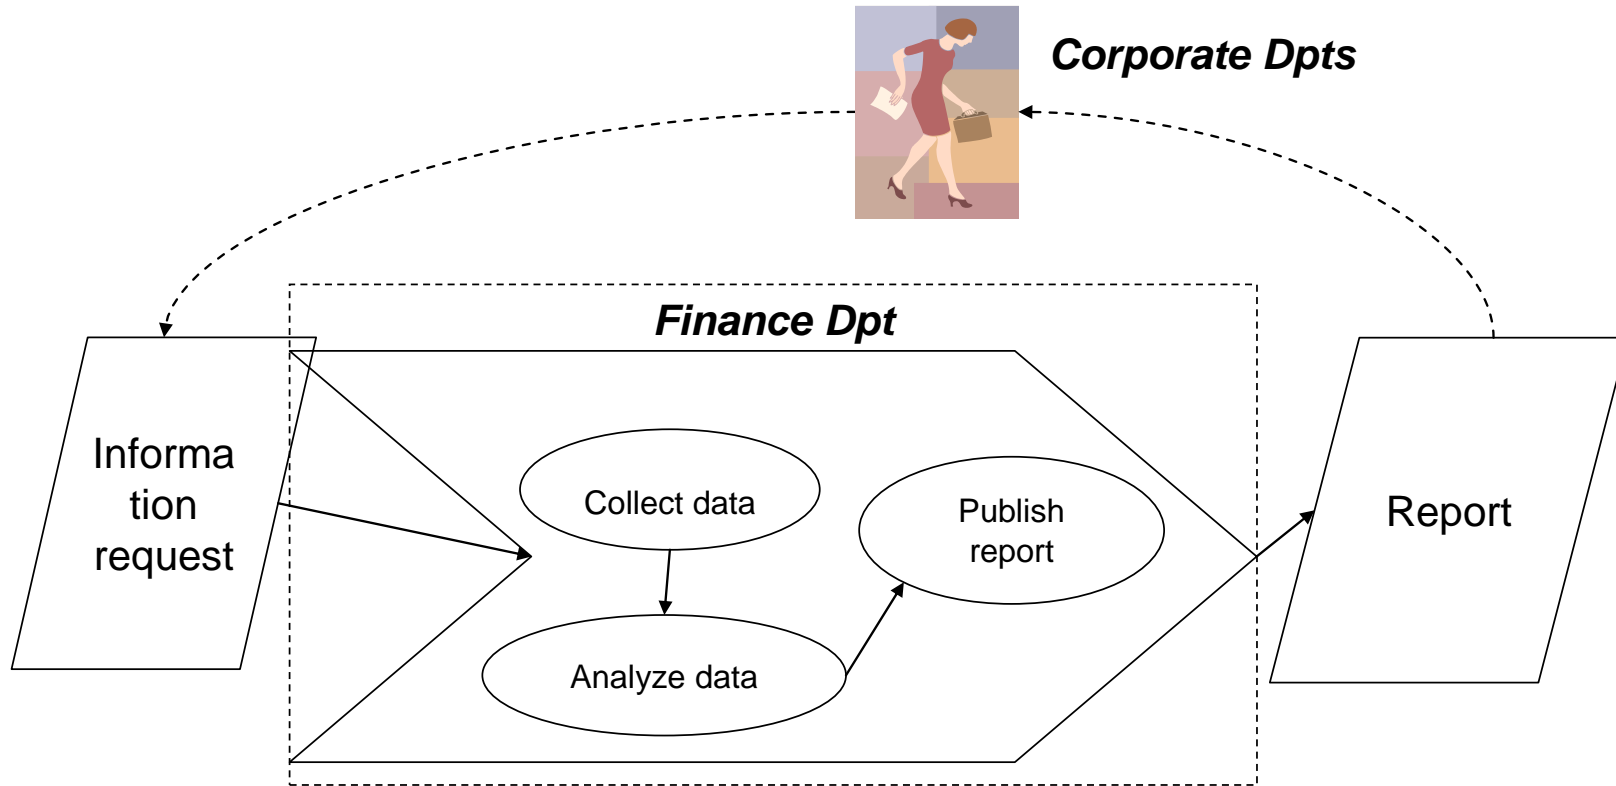 Corporate Dpts
Finance Dpt
Informa
tion
request
Collect data
Analyze data
Publish
report
Report